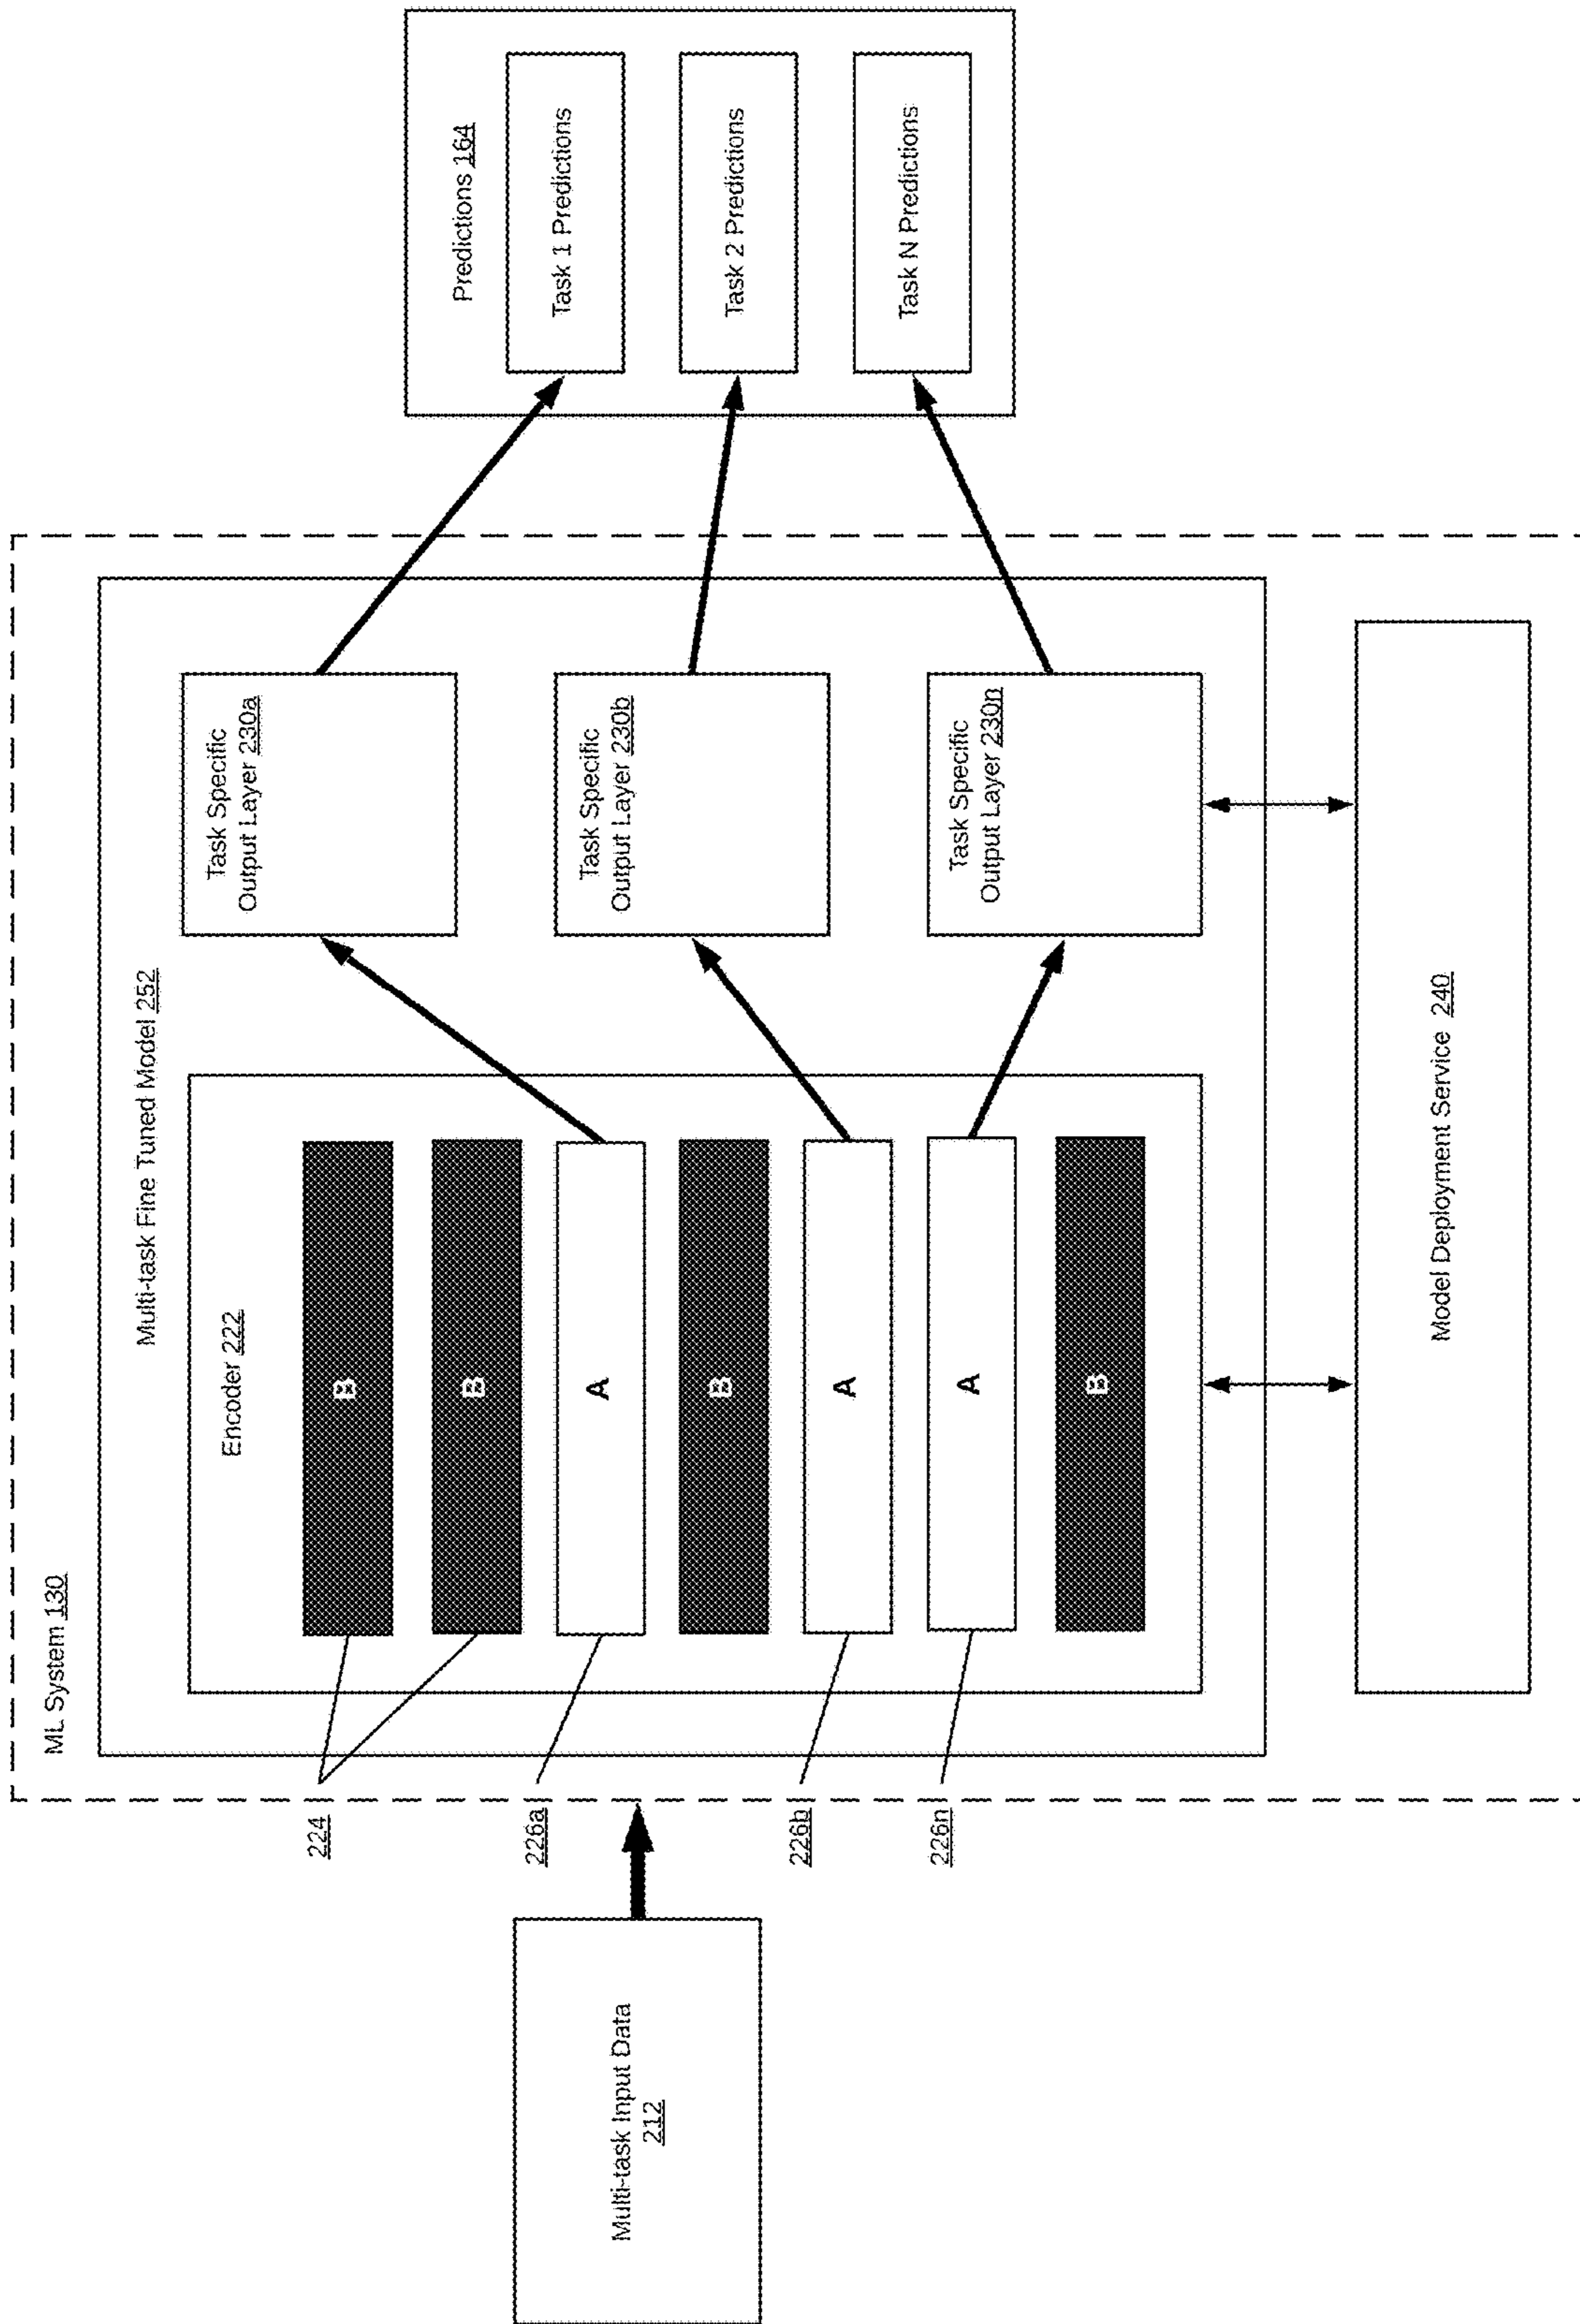 ML System 130
Multi-task Fine Tuned Model 252
Encoder 222
B
B
A
B
A
A
B
224
226a
226b
226n
Multi-task Input Data
212
Task Specific
Output Layer 230a
Task Specific
Output Layer 230b
Task Specific
Output Layer 230n
Model Deployment Service 240
Predictions 164
Task 1 Predictions
Task 2 Predictions
Task N Predictions